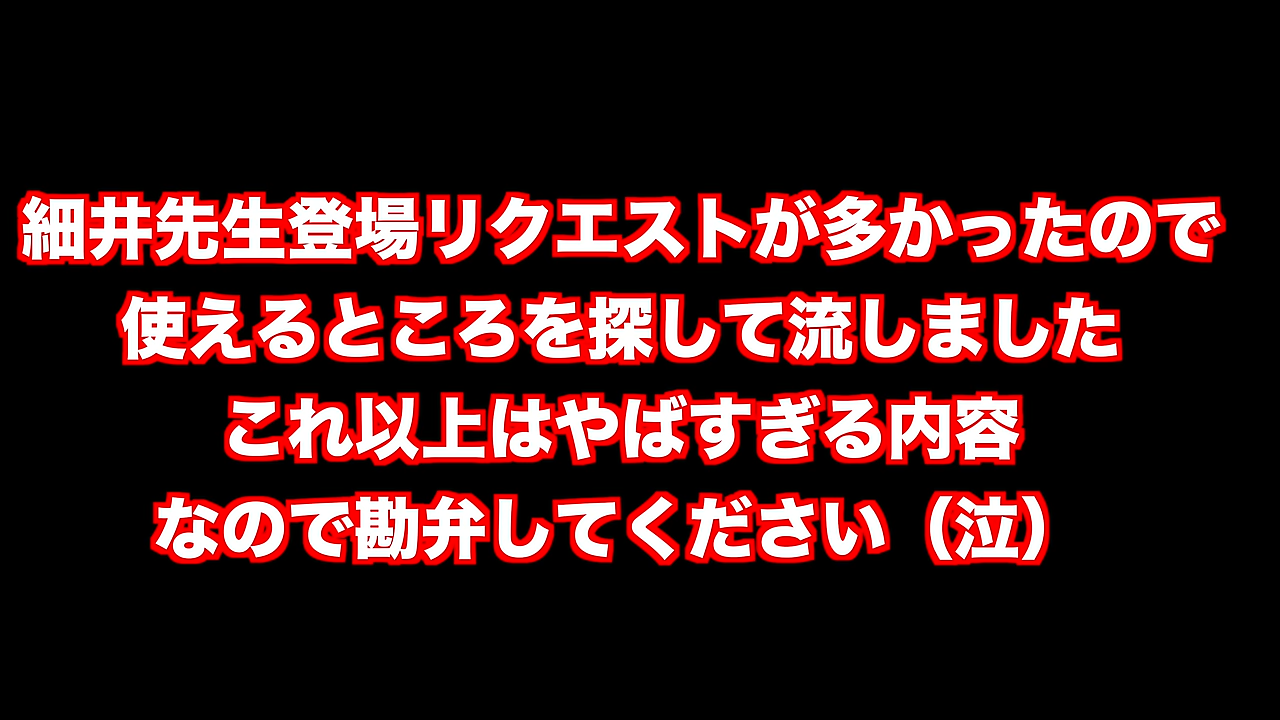 細井先生登場リクエストが多かったので
使えるところを探して流しました
これ以上はやばすぎる内容
なので勘弁してください（泣）